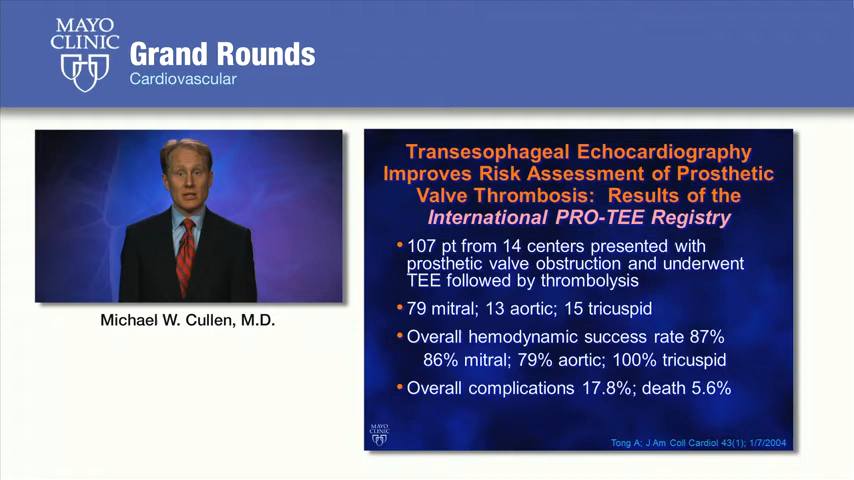 MAYO
CLINIC
Grand Rounds
Cardiovascular
Michael W. Cullen, M.D.
Transesophageal Echocardiography
Improves Risk Assessment of Prosthetic
Valve Thrombosis: Results of the
International PRO-TEE Registry
• 107 pt from 14 centers presented with
prosthetic valve obstruction and underwent
TEE followed by thrombolysis
• 79 mitral; 13 aortic; 15 tricuspid
• Overall hemodynamic success rate 87%
86% mitral; 79% aortic; 100% tricuspid
• Overall complications 17.8%; death 5.6%
MAYO
CLINIC
Tong A; J Am Coll Cardiol 43(1); 1/7/2004